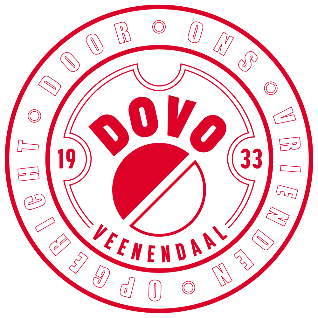 DOOR · ONS · VRIENDEN · OPGERICHT ·
DOVO
19 33
VEENENDAAL